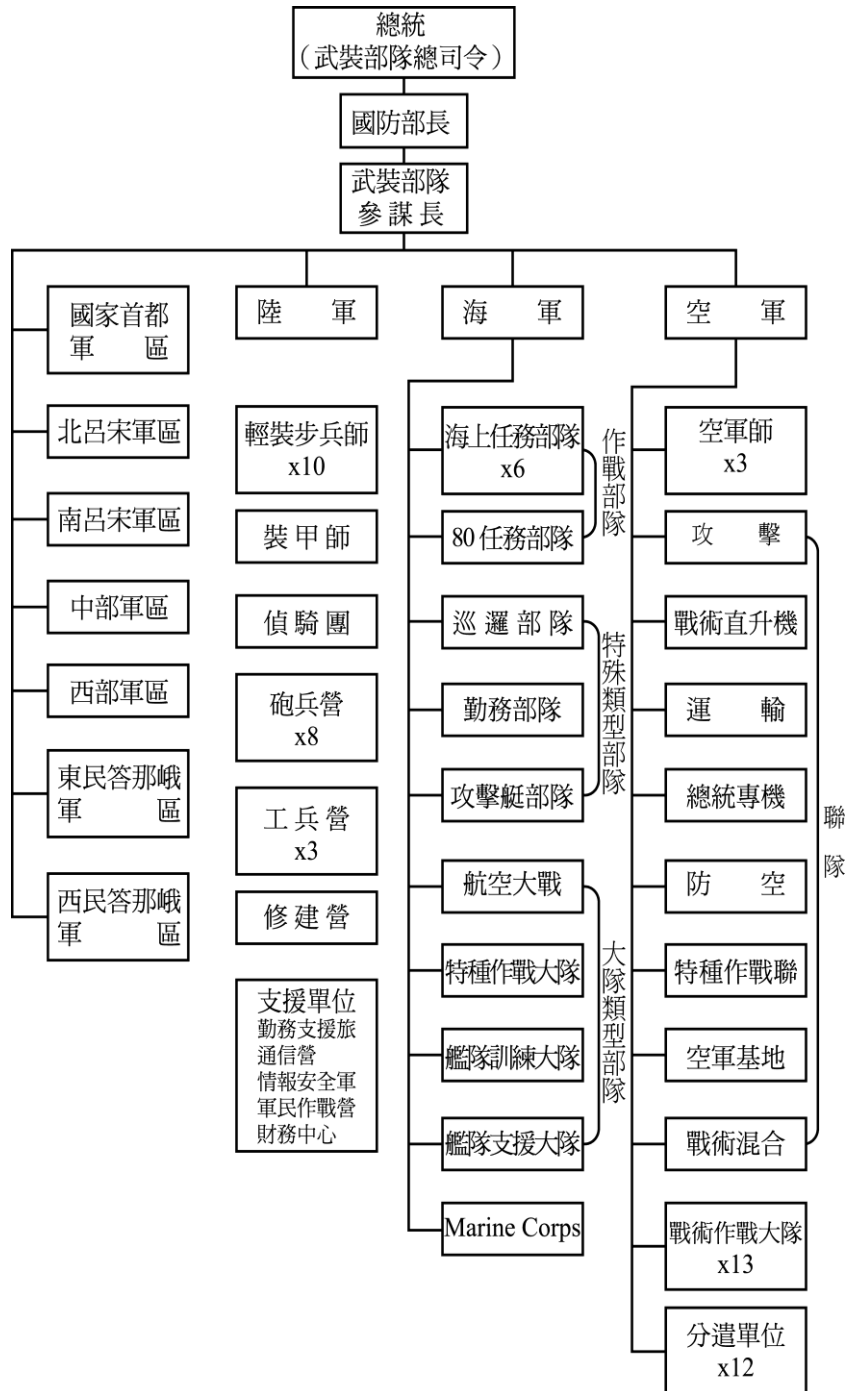 總統
（武裝部隊總司令）
國防部長
武裝部隊
參謀長
國家首都
軍區
北呂宋軍區
南呂宋軍區
中部軍區
西部軍區
東民答那峨
軍區
西民答那峨
軍區
陸軍
輕裝步兵師
x10
裝甲師
偵騎團
砲兵營
x8
工兵營
x3
修建營
支援單位
勤務支援旅
通信營
情報安全軍
軍民作戰營
財務中心
海軍
海上任務部隊
x6
80任務部隊
作戰部隊
巡邏部隊
勤務部隊
攻擊艇部隊
特殊類型部隊
航空大戰
特種作戰大隊
艦隊訓練大隊
艦隊支援大隊
大隊類型部隊
Marine Corps
空軍
空軍師
x3
攻擊
戰術直升機
運輸
總統專機
防空
特種作戰聯
空軍基地
戰術混合
聯隊
戰術作戰大隊
x13
分遣單位
x12